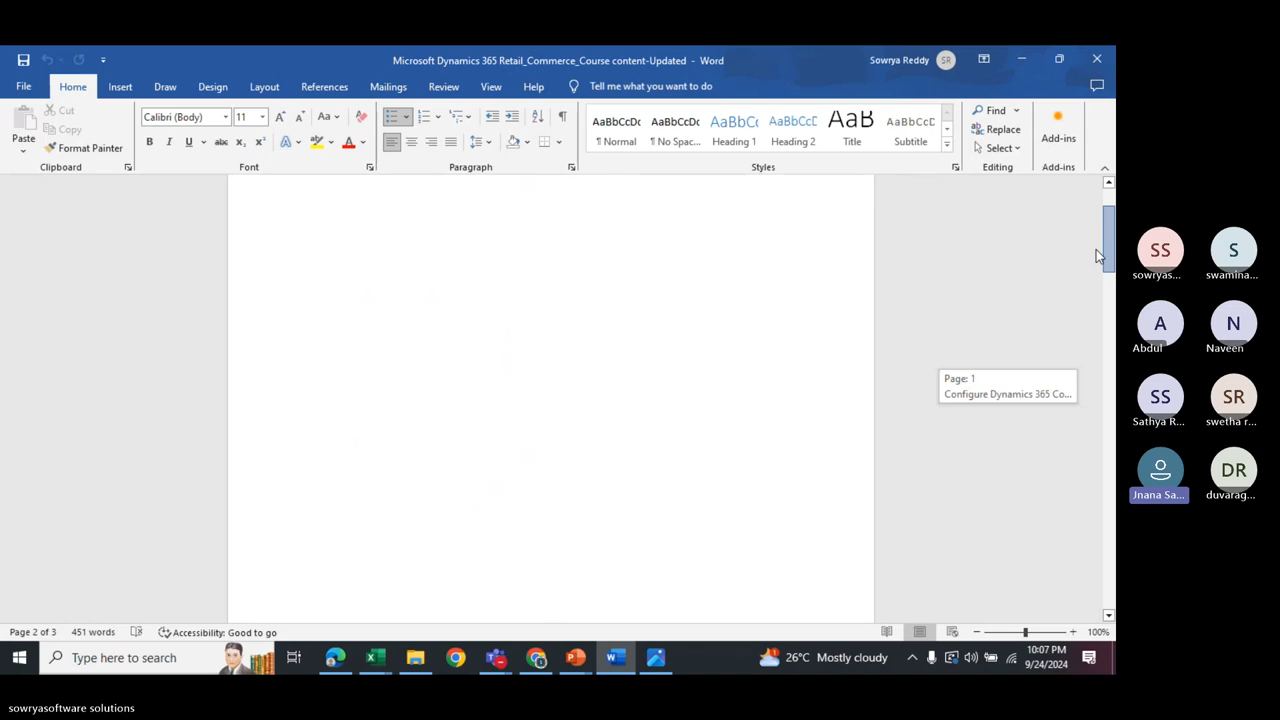 Microsoft Dynamics 365 Retail_Commerce_Course content-Updated - Word
Sowrya Reddy SR
File Home Insert Draw Design Layout References Mailings Review View Help Tell me what you want to do
Paste
Cut
Copy
Format Painter
Clipboard
Calibri (Body) 11
Font
Paragraph
AaBbCcDc AaBbCcDc AaBbCc AaBbCcC AaB AaBbCcC
¶ Normal ¶ No Spac... Heading 1 Heading 2 Title Subtitle
Styles
Find
Replace
Select
Editing
Add-ins
Add-ins
Page: 1
Configure Dynamics 365 Co...
SS S
sowryas... swamina...
A N
Abdul Naveen
SS SR
Sathya R... swetha r...
DR
Jnana Sa... duvarag...
Page 2 of 3 451 words Accessibility: Good to go 100%
Type here to search
26°C Mostly cloudy
10:07 PM
9/24/2024
sowryasoftware solutions